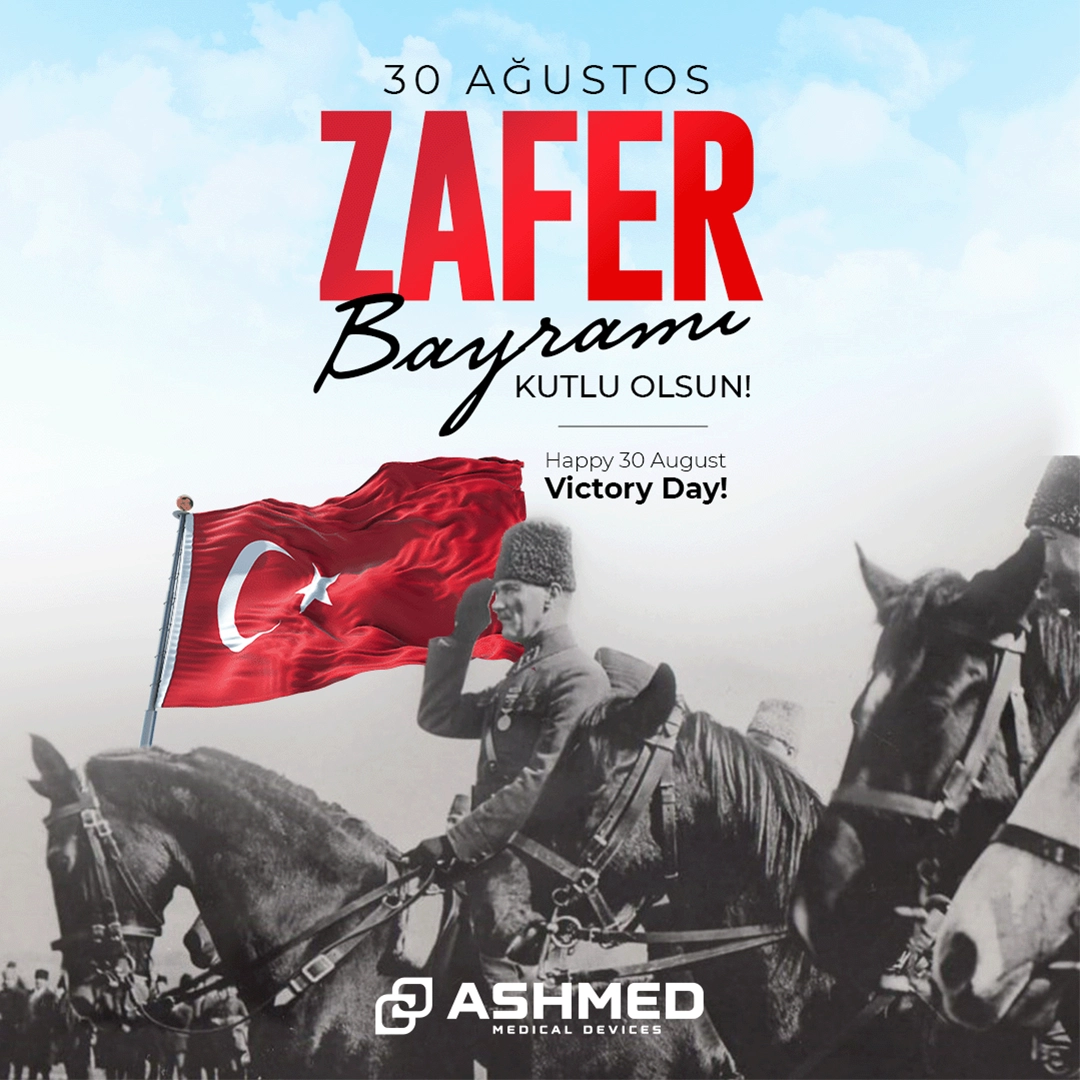 30 AĞUSTOS
ZAFER
Bayramı
KUTLU OLSUN!
Happy 30 August
Victory Day!
ASHMED
MEDICAL DEVICES